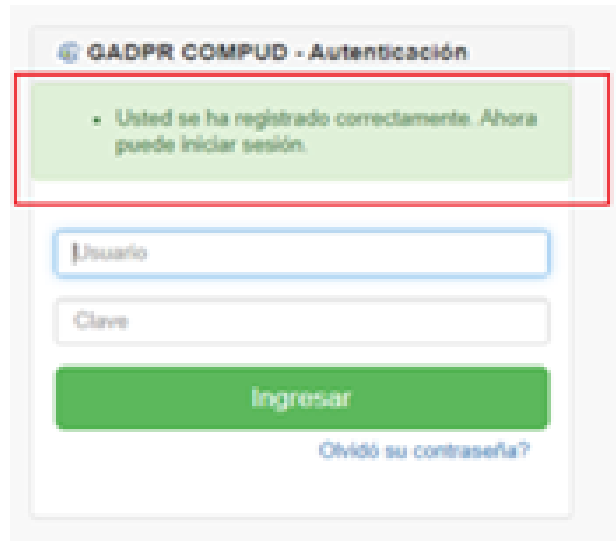 GADPR COMPUD - Autenticación
• Usted se ha registrado correctamente. Ahora
puede iniciar sesión.
Usuario
Clave
Ingresar
Olvidó su contraseña?